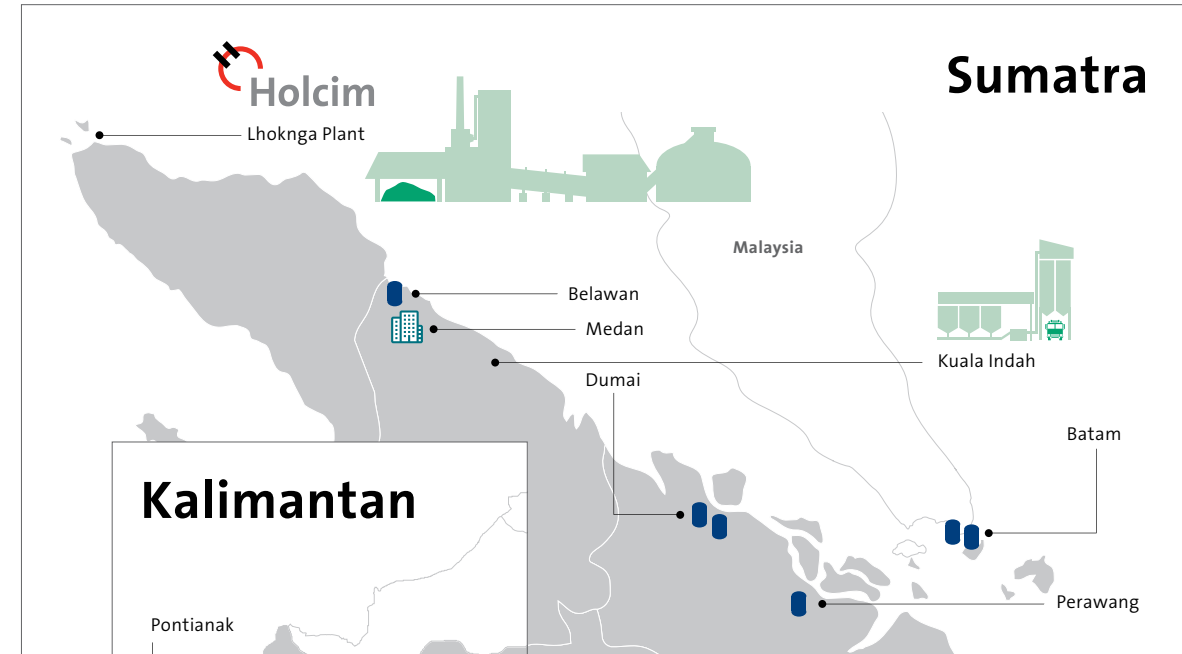 Sumatra
Holcim
Lhoknga Plant
Malaysia
Belawan
Medan
Kuala Indah
Dumai
Batam
Kalimantan
Perawang
Pontianak